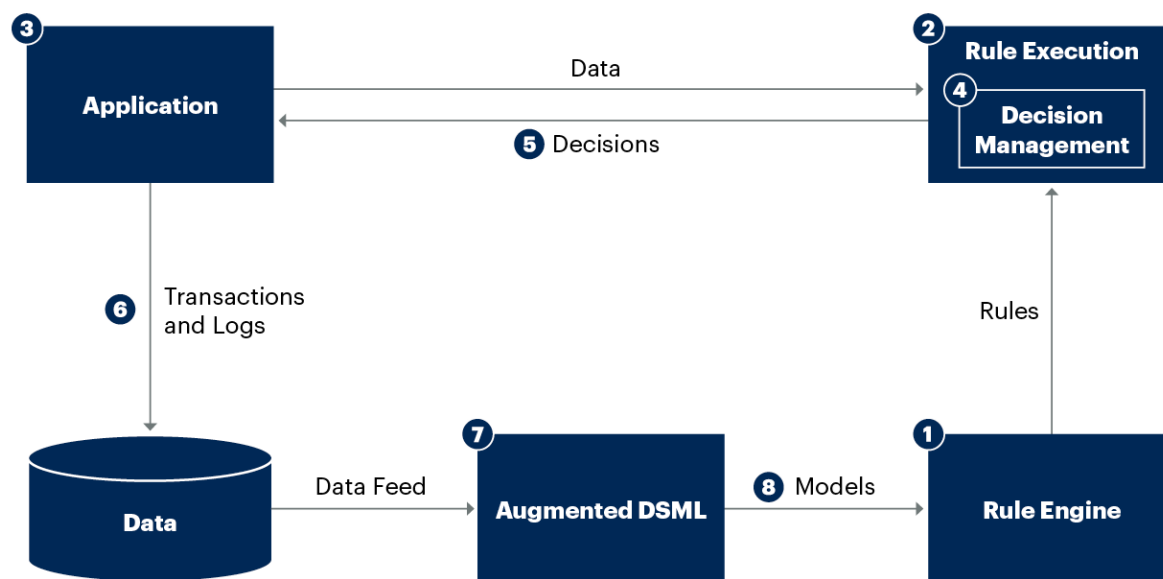 3
Application
Data
5 Decisions
2
Rule Execution
4
Decision
Management
6
Transactions
and Logs
Rules
Data
Data Feed
7
Augmented DSML
8 Models
1
Rule Engine